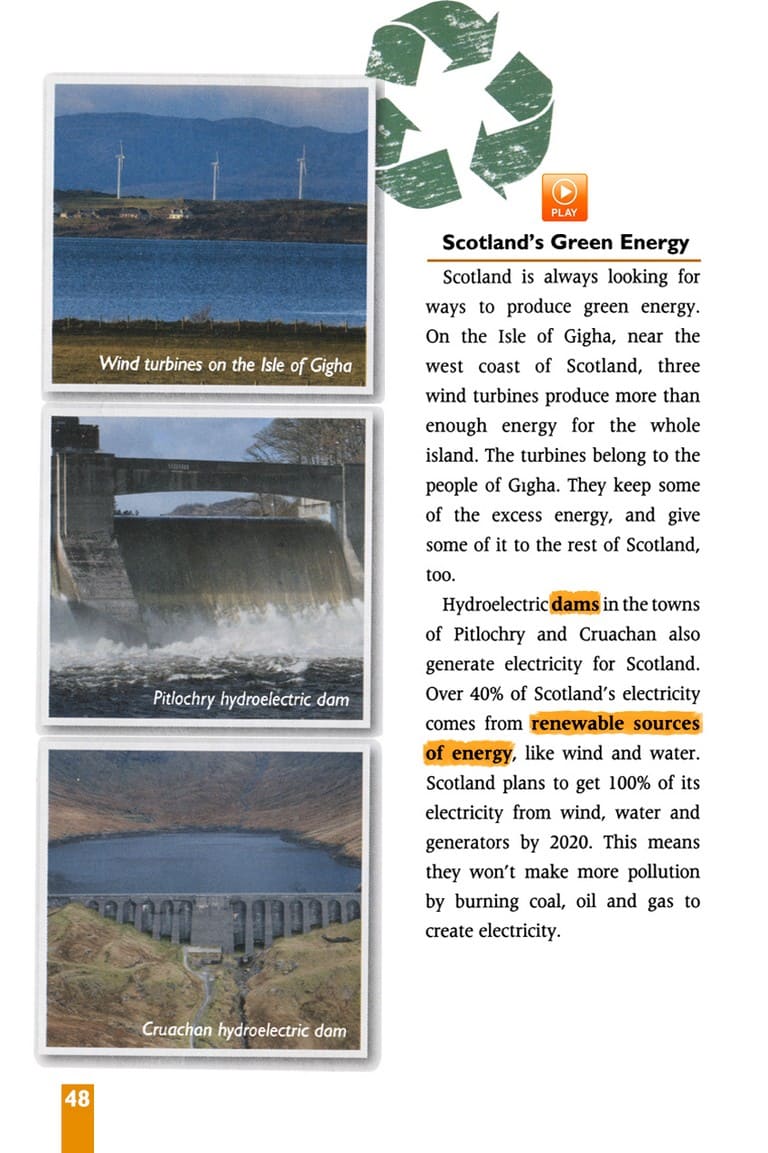 PLAY
Scotland's Green Energy
Scotland is always looking for
ways to produce green energy.
On the Isle of Gigha, near the
west coast of Scotland, three
wind turbines produce more than
enough energy for the whole
island. The turbines belong to the
people of Gıgha. They keep some
of the excess energy, and give
some of it to the rest of Scotland,
too.
Hydroelectric dams in the towns
of Pitlochry and Cruachan also
generate electricity for Scotland.
Over 40% of Scotland's electricity
comes from renewable sources
of energy, like wind and water.
Scotland plans to get 100% of its
electricity from wind, water and
generators by 2020. This means
they won't make more pollution
by burning coal, oil and gas to
create electricity.
Wind turbines on the Isle of Gigha
Pitlochry hydroelectric dam
Cruachan hydroelectric dam
48